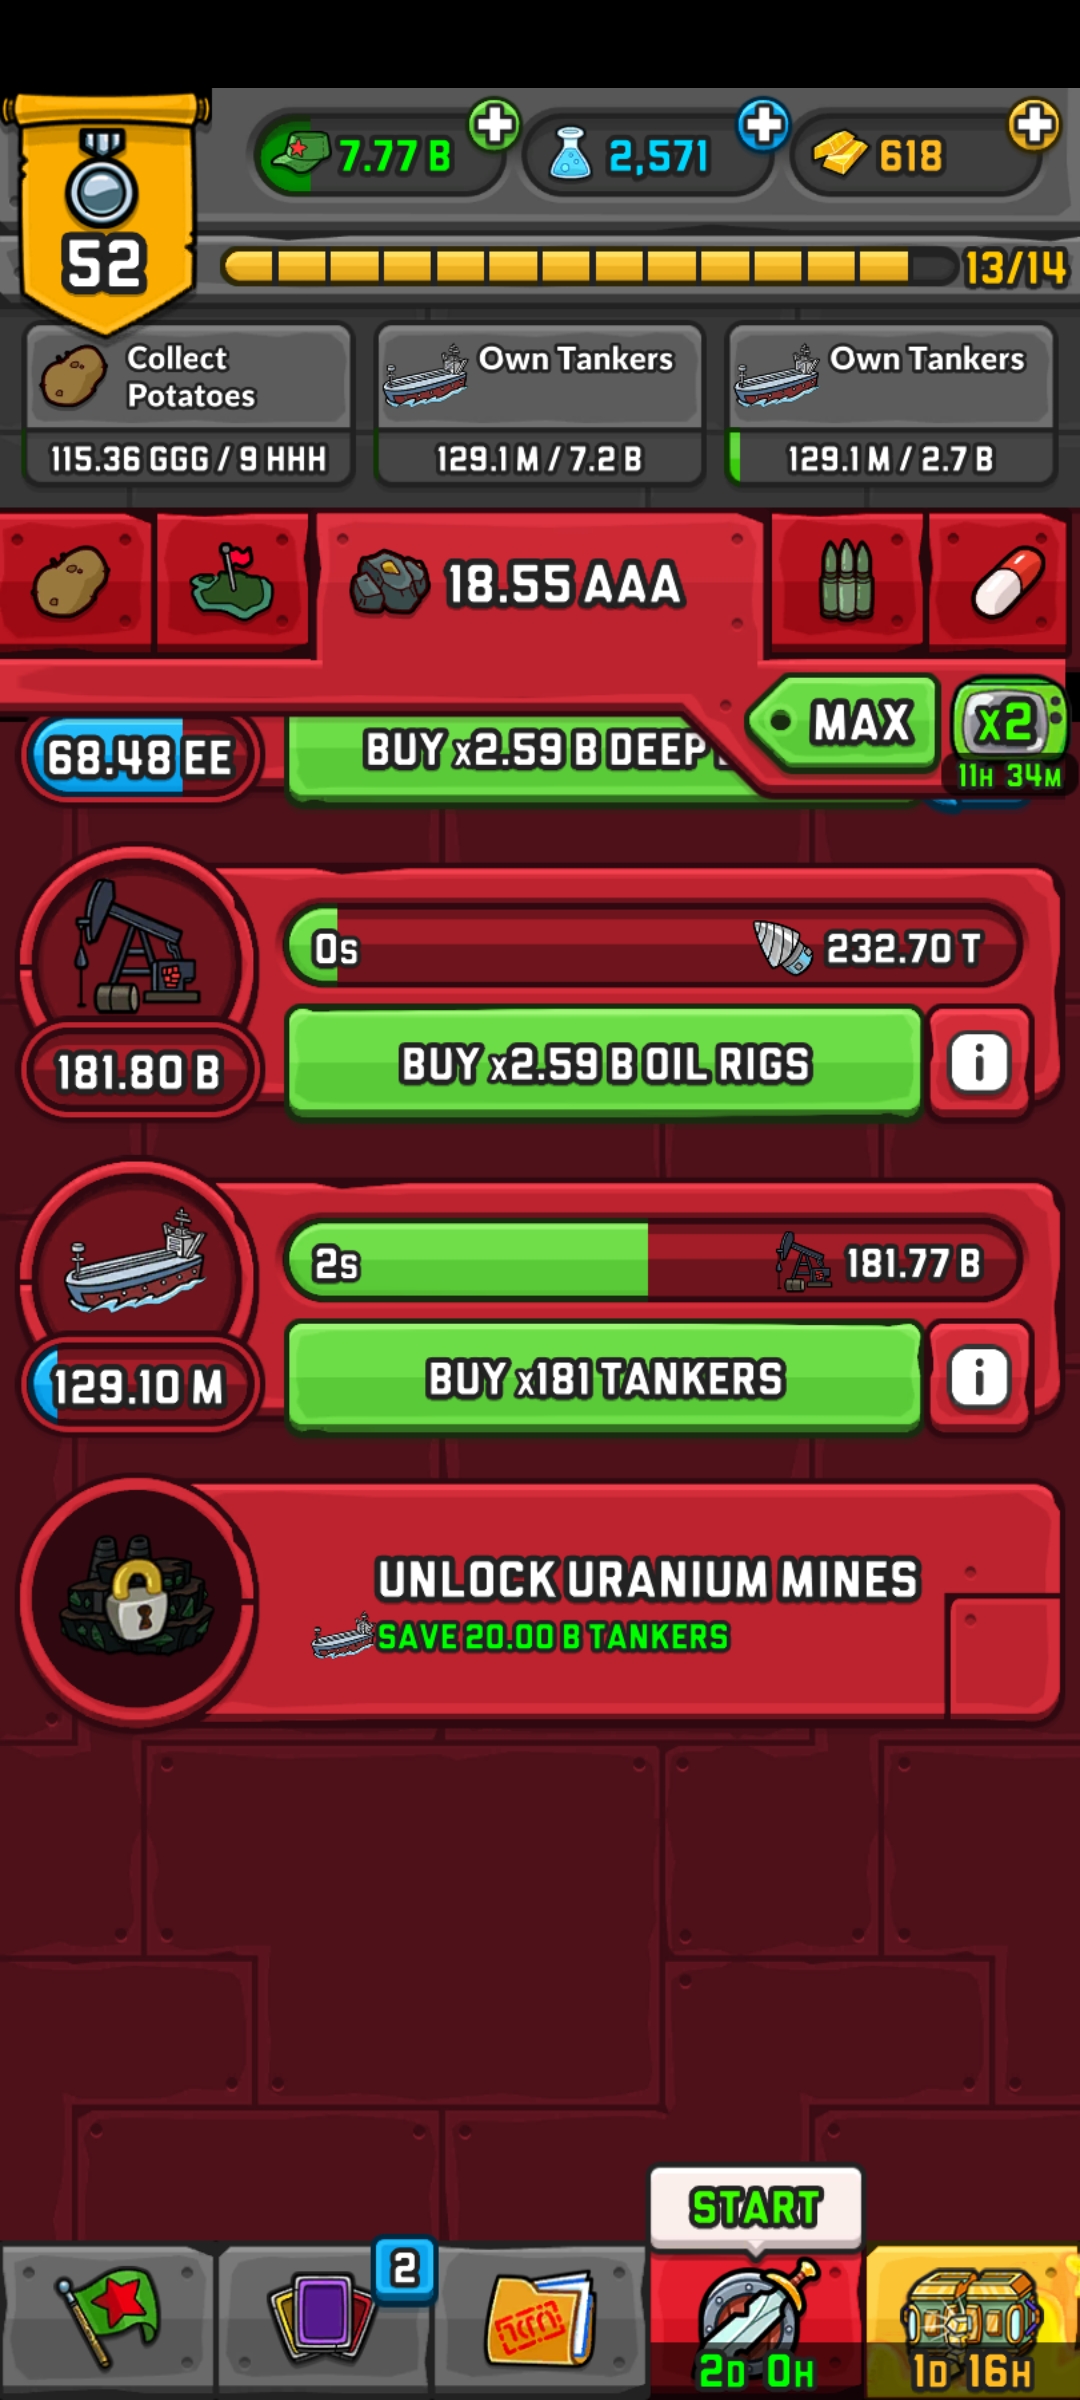 7.77 B
2,571
618
52
13/14
Collect
Potatoes
115.36 GGG / 9 HHH
Own Tankers
129.1 M / 7.2 B
Own Tankers
129.1 M / 2.7 B
18.55 AAA
MAX
x2
11H 34M
68.48 EE
BUY x2.59 B DEEP
0s
232.70 T
181.80 B
BUY x2.59 B OIL RIGS
i
2s
181.77 B
129.10 M
BUY x181 TANKERS
i
UNLOCK URANIUM MINES
SAVE 20.00 B TANKERS
START
2
2D 0H
1D 16H